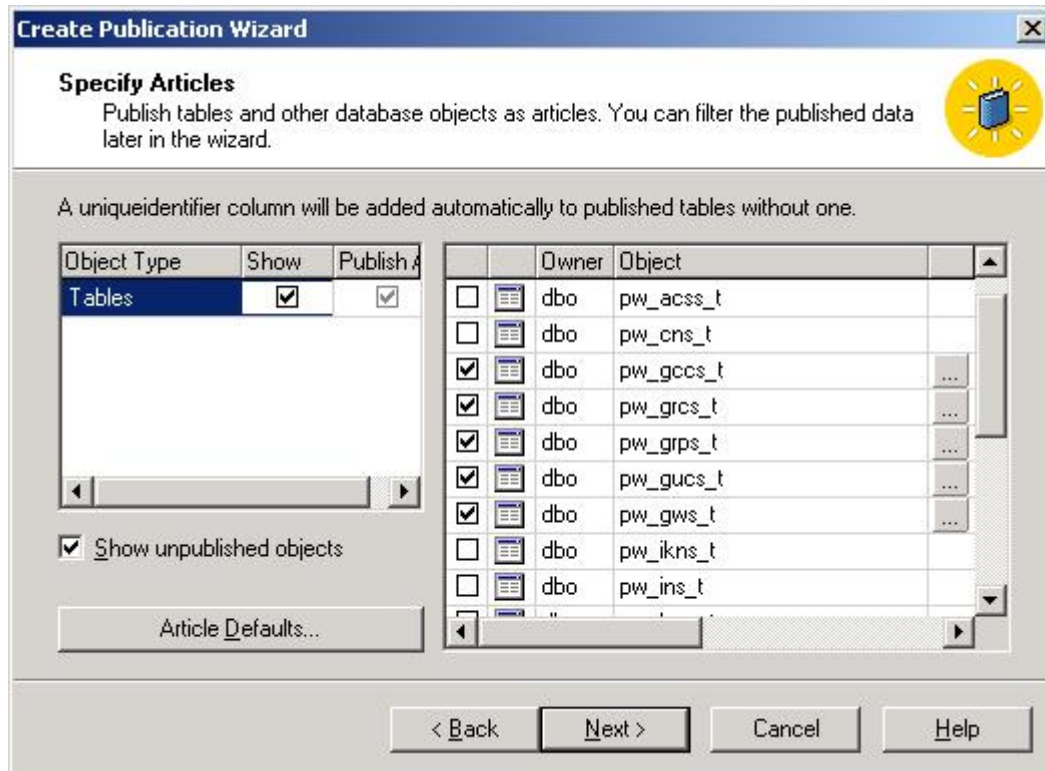 Create Publication Wizard
Specify Articles
Publish tables and other database objects as articles. You can filter the published data
later in the wizard.
A uniqueidentifier column will be added automatically to published tables without one.
Object Type Show Publish
Owner Object
Tables
dbo pw_acss_t
dbo pw_cns_t
dbo pw_gccs_t ...
dbo pw_grcs_t ...
dbo pw_grps_t ...
dbo pw_gucs_t ...
dbo pw_gws_t ...
dbo pw_ikns_t
dbo pw_ins_t
Show unpublished objects
Article Defaults...
< Back Next > Cancel Help